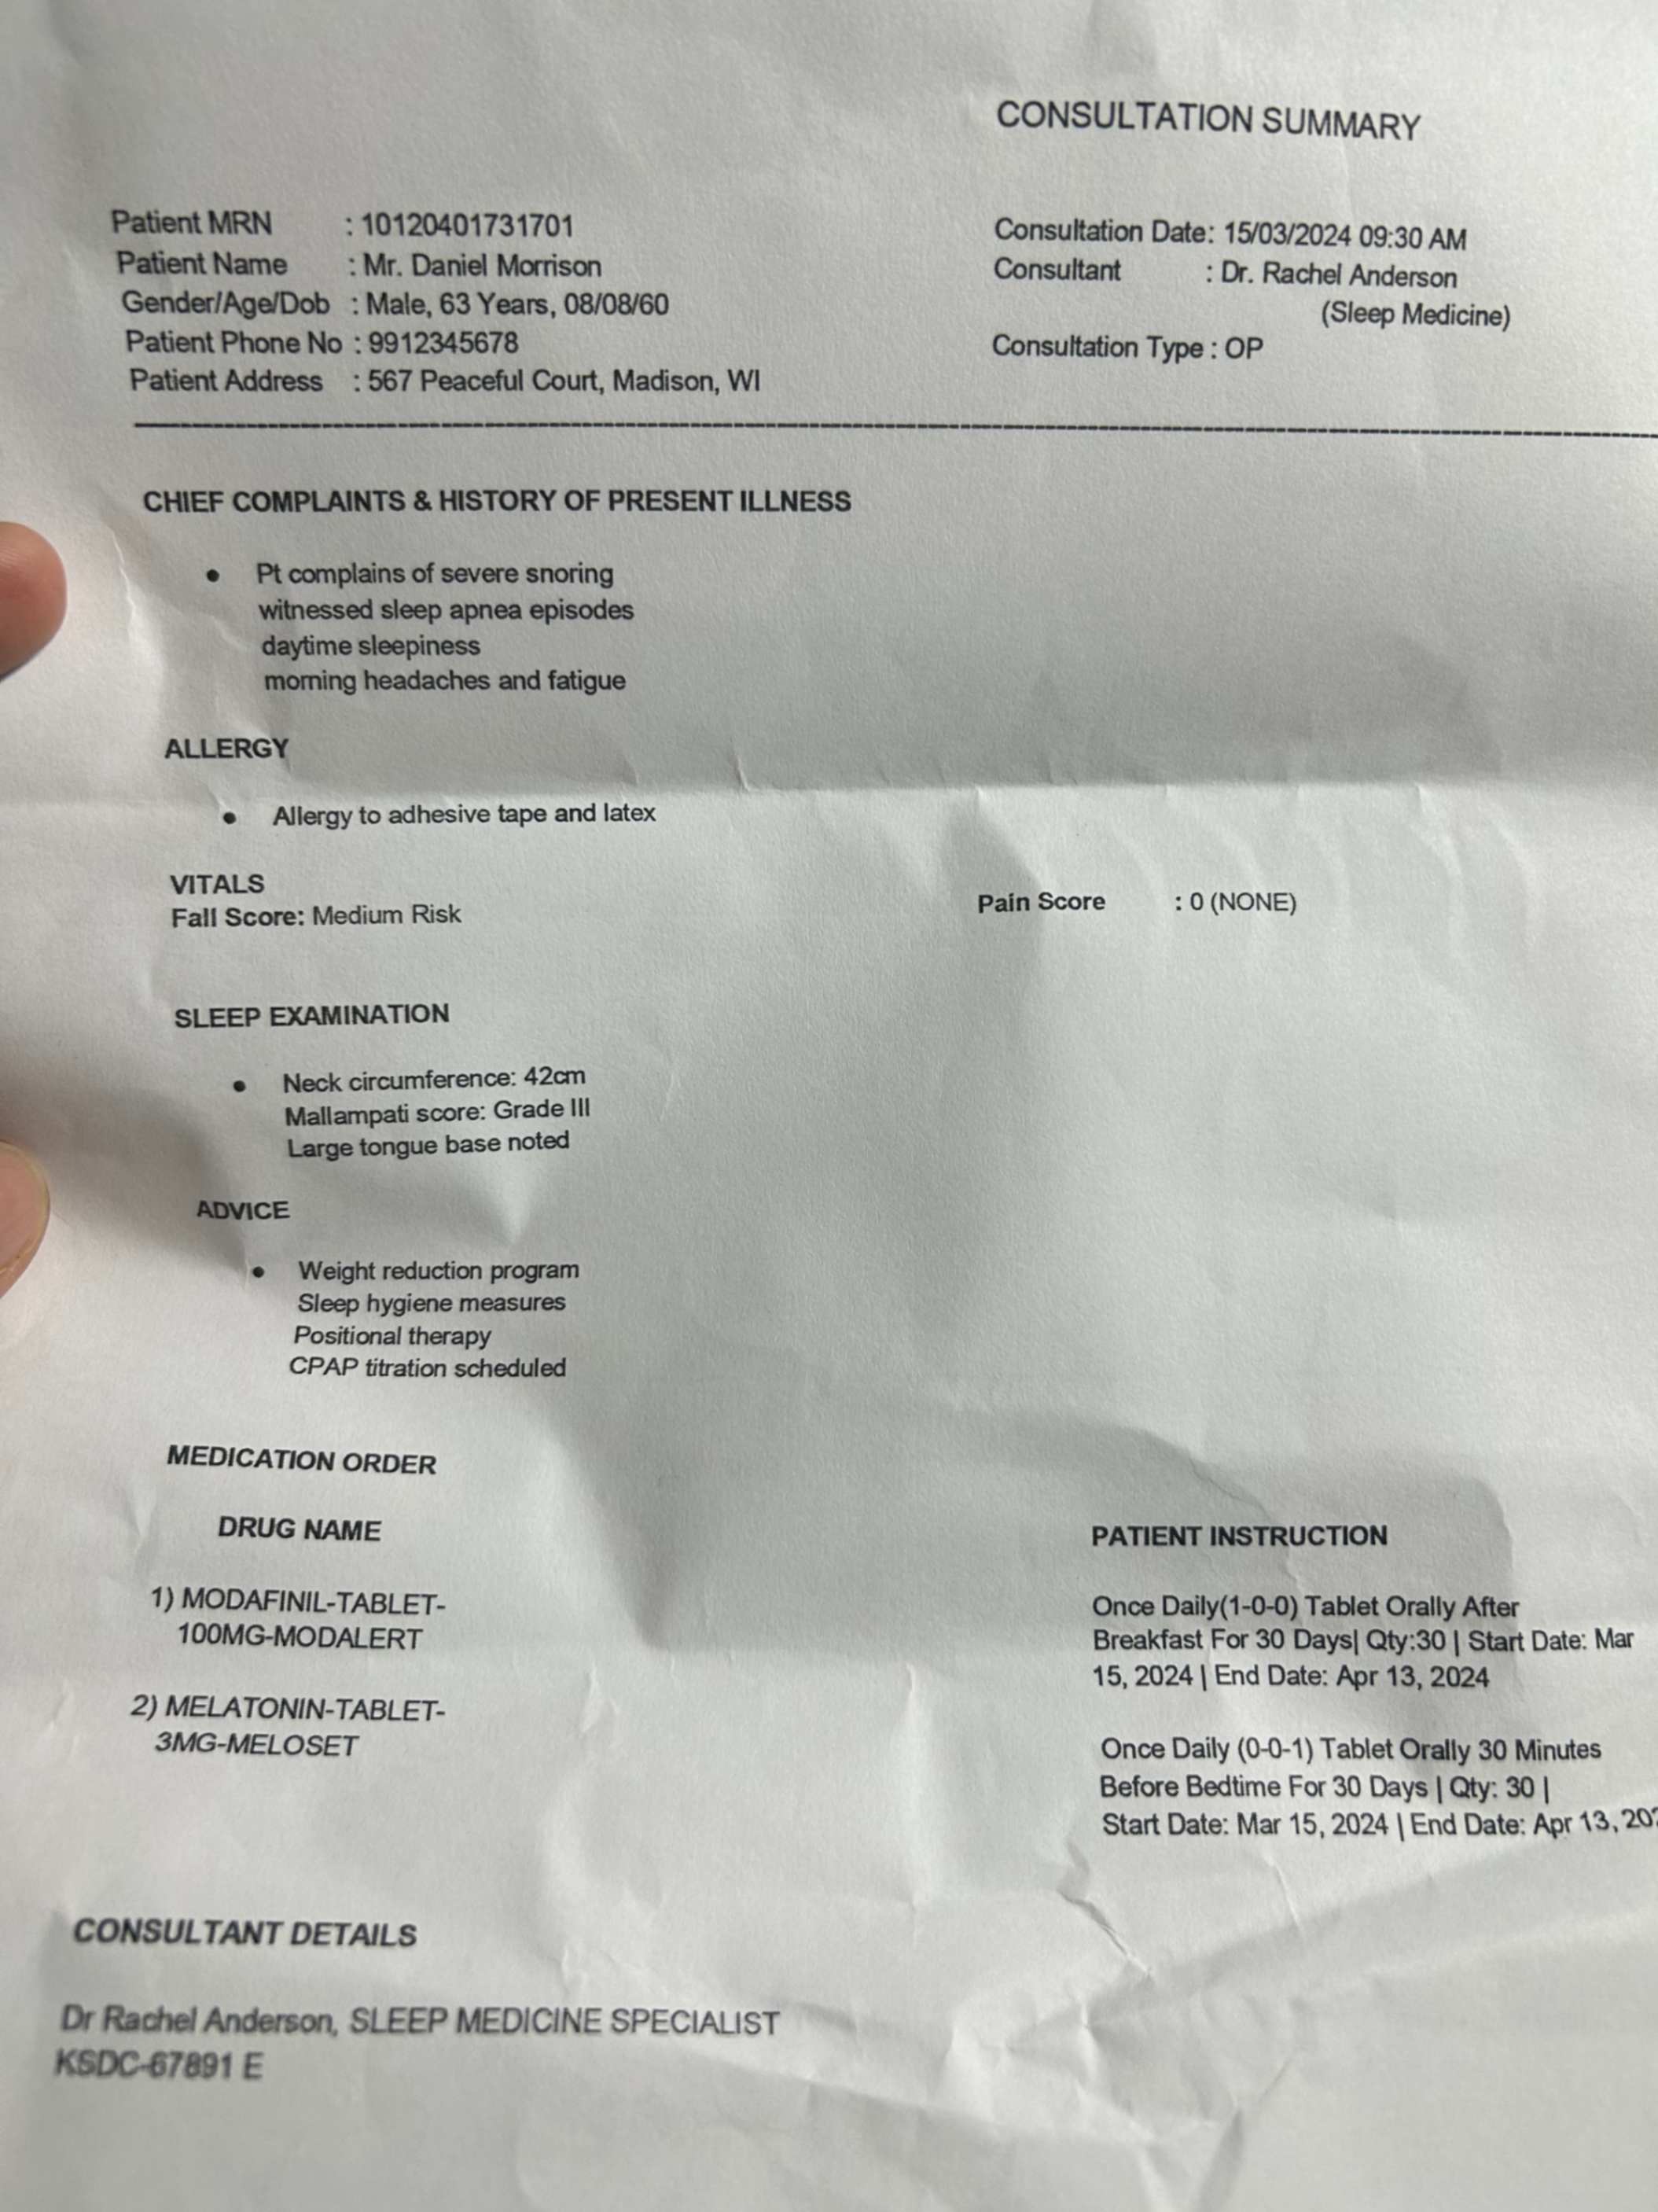 CONSULTATION SUMMARY
Patient MRN : 10120401731701
Patient Name : Mr. Daniel Morrison
Gender/Age/Dob : Male, 63 Years, 08/08/60
Patient Phone No : 9912345678
Patient Address : 567 Peaceful Court, Madison, WI
Consultation Date: 15/03/2024 09:30 AM
Consultant : Dr. Rachel Anderson
(Sleep Medicine)
Consultation Type : OP
CHIEF COMPLAINTS & HISTORY OF PRESENT ILLNESS
• Pt complains of severe snoring
witnessed sleep apnea episodes
daytime sleepiness
morning headaches and fatigue
ALLERGY
• Allergy to adhesive tape and latex
VITALS
Fall Score: Medium Risk
Pain Score : 0 (NONE)
SLEEP EXAMINATION
• Neck circumference: 42cm
Mallampati score: Grade III
Large tongue base noted
ADVICE
• Weight reduction program
Sleep hygiene measures
Positional therapy
CPAP titration scheduled
MEDICATION ORDER
DRUG NAME
PATIENT INSTRUCTION
1) MODAFINIL-TABLET-
100MG-MODALERT
Once Daily(1-0-0) Tablet Orally After
Breakfast For 30 Days| Qty:30 | Start Date: Mar
15, 2024 | End Date: Apr 13, 2024
2) MELATONIN-TABLET-
3MG-MELOSET
Once Daily (0-0-1) Tablet Orally 30 Minutes
Before Bedtime For 30 Days | Qty: 30 |
Start Date: Mar 15, 2024 | End Date: Apr 13,
CONSULTANT DETAILS
Dr Rachel Anderson, SLEEP MEDICINE SPECIALIST
KSDC-67891 E